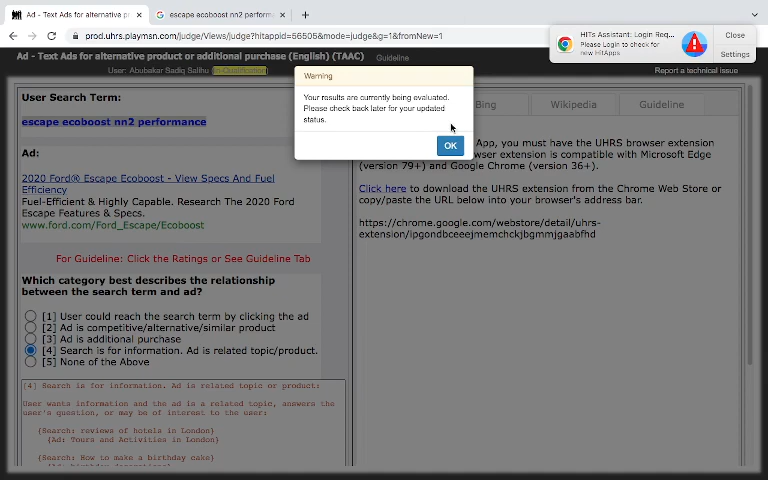 Ad - Text Ads for alternative pr
escape ecoboost nn2 perform
prod.uhrs.playmsn.com/judge/Views/judge?hitappid=56505&mode=judge&g=1&fromNew=1
HITs Assistant: Login Req...
Please Login to check for
new HitApps
Close
Settings
Ad - Text Ads for alternative product or additional purchase (English) (TAAC)
Guideline
User: Abubakar Sadiq Salihu (In-Qualification)
Report a technical issue
Warning
Your results are currently being evaluated.
Please check back later for your updated
status.
OK
User Search Term:
escape ecoboost nn2 performance
Ad:
2020 Ford® Escape Ecoboost - View Specs And Fuel
Efficiency
Fuel-Efficient & Highly Capable. Research The 2020 Ford
Escape Features & Specs.
www.ford.com/Ford_Escape/Ecoboost
For Guideline: Click the Ratings or See Guideline Tab
Which category best describes the relationship
between the search term and ad?
[1] User could reach the search term by clicking the ad
[2] Ad is competitive/alternative/similar product
[3] Ad is additional purchase
[4] Search is for information. Ad is related topic/product.
[5] None of the Above
[4] Search is for information. Ad is related topic or product:
User wants information and the ad is a related topic, answers the
user's question, or may be of interest to the user:
{Search: reviews of hotels in London}
{Ad: Tours and Activities in London}
{Search: How to make a birthday cake}
Bing
Wikipedia
Guideline
App, you must have the UHRS browser extension
wser extension is compatible with Microsoft Edge
(version 79+) and Google Chrome (version 36+).
Click here to download the UHRS extension from the Chrome Web Store or
copy/paste the URL below into your browser's address bar.
https://chrome.google.com/webstore/detail/uhrs-
extension/ipgondbceeejmemchckjbgmmjgaabfhd